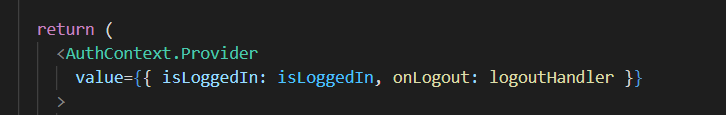 return (
<AuthContext.Provider
value={{ isLoggedIn: isLoggedIn, onLogout: logoutHandler }}
>